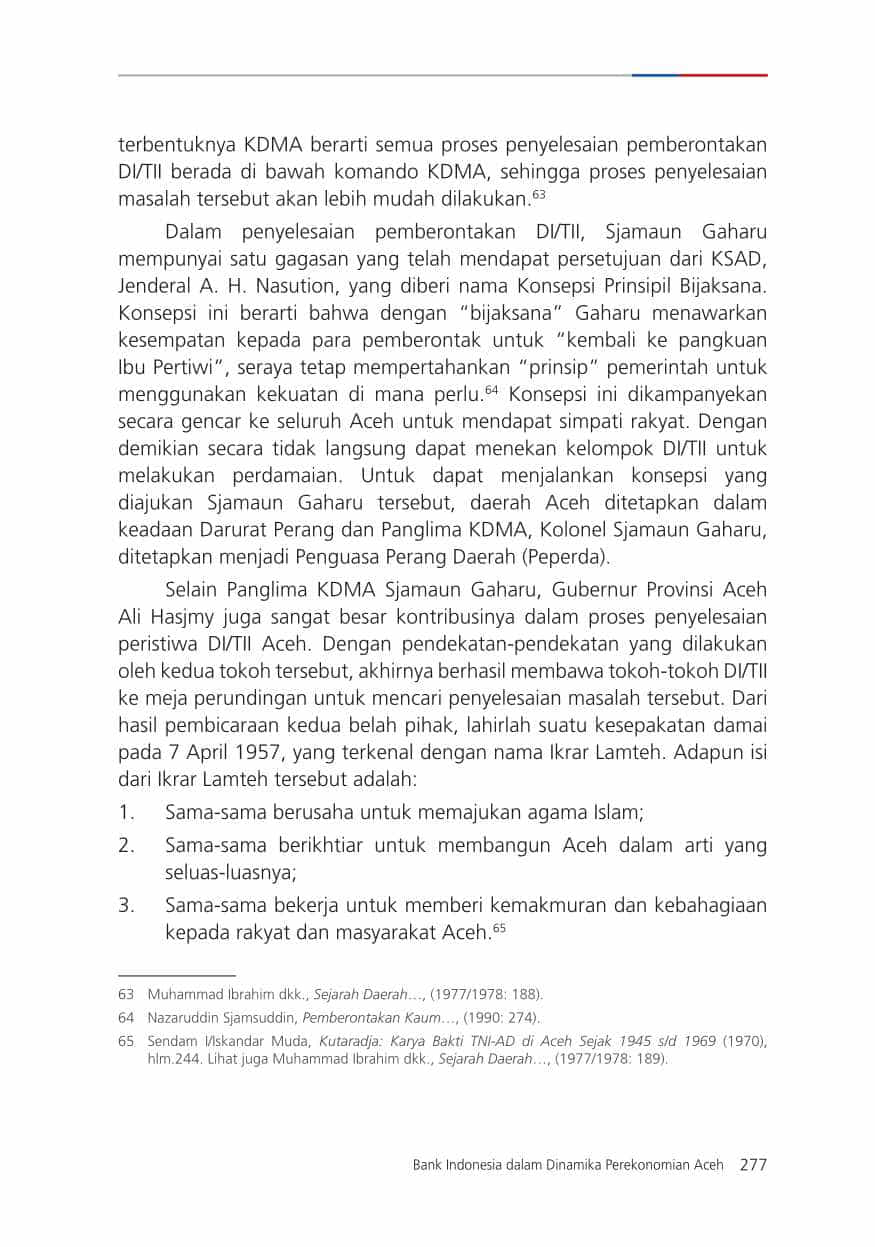 terbentuknya KDMA berarti semua proses penyelesaian pemberontakan
DI/TII berada di bawah komando KDMA, sehingga proses penyelesaian
masalah tersebut akan lebih mudah dilakukan.63
Dalam penyelesaian pemberontakan DI/TII, Sjamaun Gaharu
mempunyai satu gagasan yang telah mendapat persetujuan dari KSAD,
Jenderal A. H. Nasution, yang diberi nama Konsepsi Prinsipil Bijaksana.
Konsepsi ini berarti bahwa dengan “bijaksana” Gaharu menawarkan
kesempatan kepada para pemberontak untuk “kembali ke pangkuan
Ibu Pertiwi”, seraya tetap mempertahankan “prinsip” pemerintah untuk
menggunakan kekuatan di mana perlu.64 Konsepsi ini dikampanyekan
secara gencar ke seluruh Aceh untuk mendapat simpati rakyat. Dengan
demikian secara tidak langsung dapat menekan kelompok DI/TII untuk
melakukan perdamaian. Untuk dapat menjalankan konsepsi yang
diajukan Sjamaun Gaharu tersebut, daerah Aceh ditetapkan dalam
keadaan Darurat Perang dan Panglima KDMA, Kolonel Sjamaun Gaharu,
ditetapkan menjadi Penguasa Perang Daerah (Peperda).
Selain Panglima KDMA Sjamaun Gaharu, Gubernur Provinsi Aceh
Ali Hasjmy juga sangat besar kontribusinya dalam proses penyelesaian
peristiwa DI/TII Aceh. Dengan pendekatan-pendekatan yang dilakukan
oleh kedua tokoh tersebut, akhirnya berhasil membawa tokoh-tokoh DI/TII
ke meja perundingan untuk mencari penyelesaian masalah tersebut. Dari
hasil pembicaraan kedua belah pihak, lahirlah suatu kesepakatan damai
pada 7 April 1957, yang terkenal dengan nama Ikrar Lamteh. Adapun isi
dari Ikrar Lamteh tersebut adalah:
1. Sama-sama berusaha untuk memajukan agama Islam;
2. Sama-sama berikhtiar untuk membangun Aceh dalam arti yang
seluas-luasnya;
3. Sama-sama bekerja untuk memberi kemakmuran dan kebahagiaan
kepada rakyat dan masyarakat Aceh.65
63 Muhammad Ibrahim dkk., Sejarah Daerah…, (1977/1978: 188).
64 Nazaruddin Sjamsuddin, Pemberontakan Kaum…, (1990: 274).
65 Sendam I/Iskandar Muda, Kutaradja: Karya Bakti TNI-AD di Aceh Sejak 1945 s/d 1969 (1970),
hlm.244. Lihat juga Muhammad Ibrahim dkk., Sejarah Daerah…, (1977/1978: 189).
Bank Indonesia dalam Dinamika Perekonomian Aceh 277